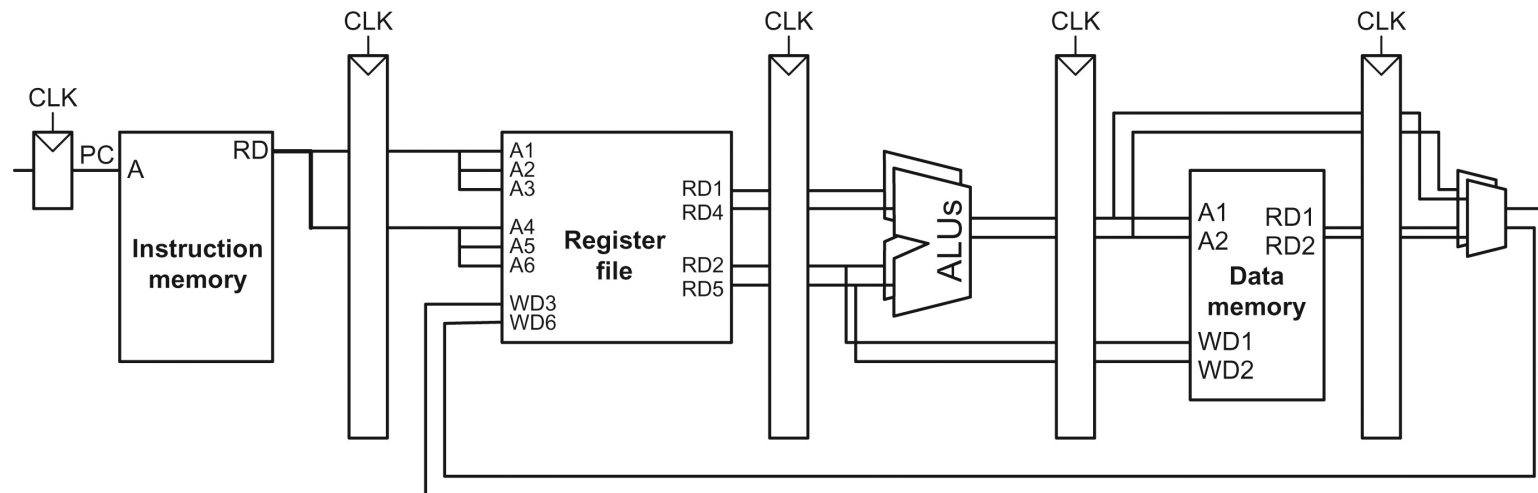 CLK
CLK
CLK
CLK
CLK
PC
A
RD
Instruction
memory
A1
A2
A3
A4
A5
A6
WD3
WD6
Register
file
RD1
RD4
RD2
RD5
ALUs
A1
A2
RD1
RD2
Data
memory
WD1
WD2